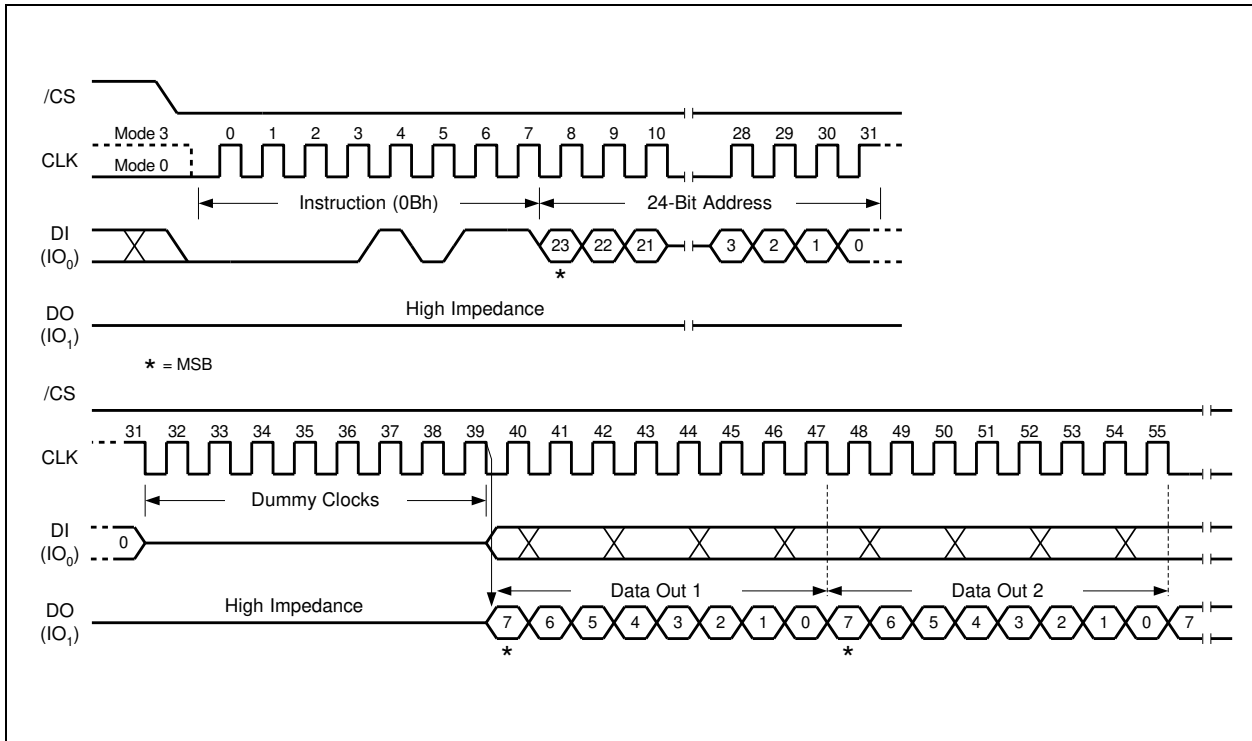 /CS
Mode 3 0 1 2 3 4 5 6 7 8 9 10 28 29 30 31
CLK
Mode 0
Instruction (0Bh) 24-Bit Address
DI
(IO0) 23 22 21 3 2 1 0
*
DO High Impedance
(IO1)
* = MSB
/CS
31 32 33 34 35 36 37 38 39 40 41 42 43 44 45 46 47 48 49 50 51 52 53 54 55
CLK
Dummy Clocks
DI
(IO0) 0
Data Out 1 Data Out 2
DO High Impedance
(IO1) 7 6 5 4 3 2 1 0 7 6 5 4 3 2 1 0 7
* *